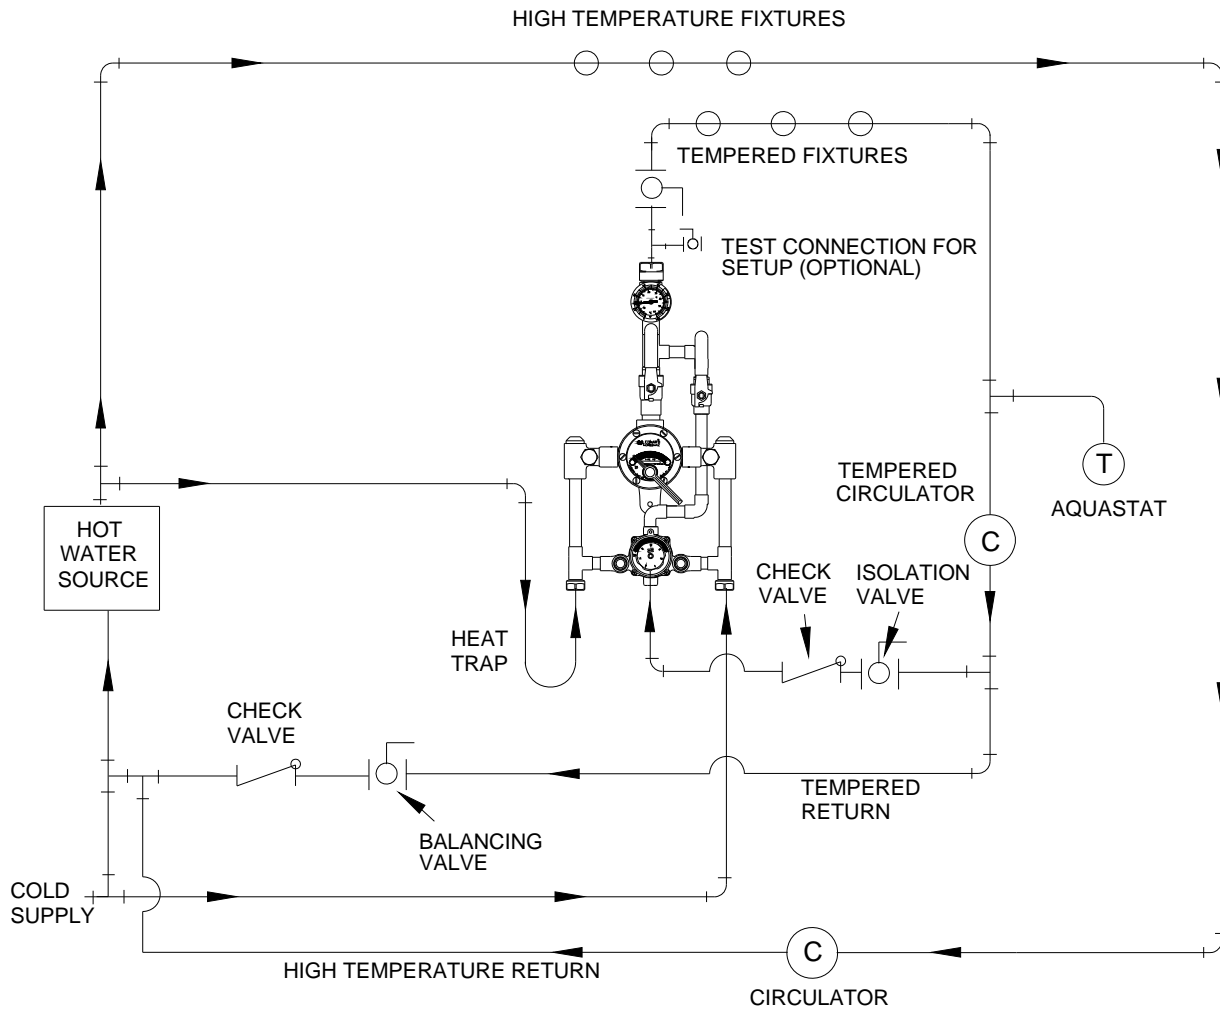 HIGH TEMPERATURE FIXTURES
TEMPERED FIXTURES
TEST CONNECTION FOR
SETUP (OPTIONAL)
TEMPERED
CIRCULATOR
T
AQUASTAT
C
HOT
WATER
SOURCE
CHECK
VALVE
ISOLATION
VALVE
HEAT
TRAP
CHECK
VALVE
TEMPERED
RETURN
BALANCING
VALVE
COLD
SUPPLY
HIGH TEMPERATURE RETURN
C
CIRCULATOR